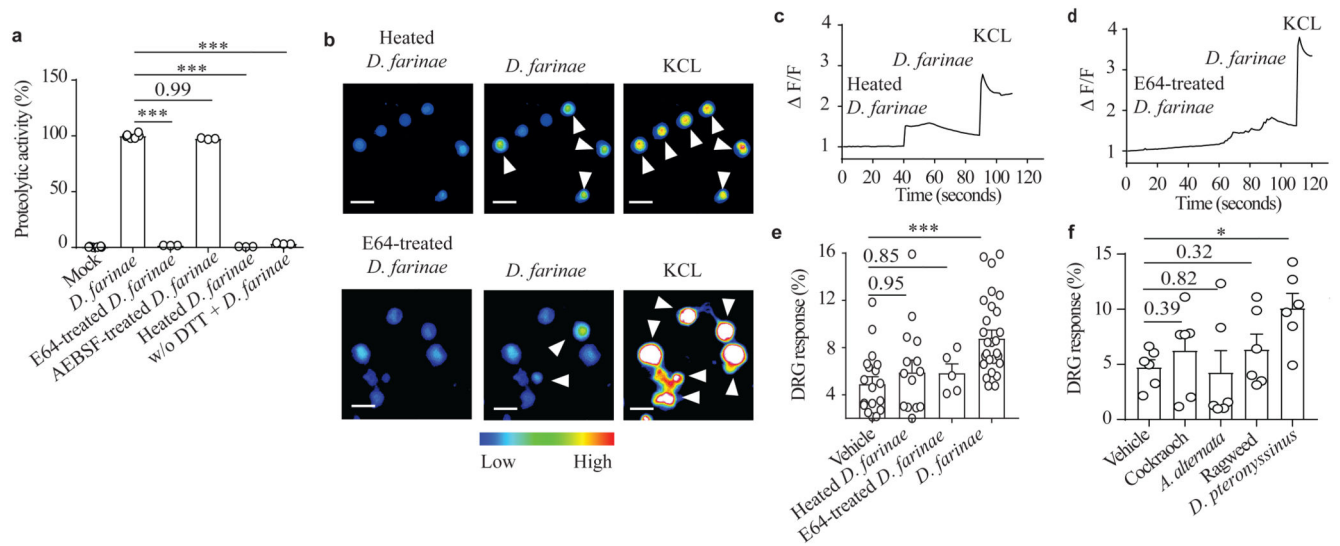 a
***
***
0.99
***
150
100
50
0
Proteolytic activity (%)
Mock
D. farinae
E64-treated D. farinae
AEBSF-treated D. farinae
Heated D. farinae
w/o DTT + D. farinae
b
Heated
D. farinae
D. farinae
KCL
E64-treated
D. farinae
D. farinae
KCL
Low
High
c
KCL
D. farinae
Heated
D. farinae
Δ F/F
4
3
2
1
0 20 40 60 80 100 120
Time (seconds)
d
KCL
D. farinae
E64-treated
D. farinae
Δ F/F
4
3
2
1
0 20 40 60 80 100 120
Time (seconds)
e
***
0.85
0.95
16
12
8
4
DRG response (%)
Vehicle
Heated D. farinae
E64-treated D. farinae
D. farinae
f
*
0.32
0.82
0.39
15
10
5
0
DRG response (%)
Vehicle
Cockraoch
A. alternata
Ragweed
D. pteronyssinus